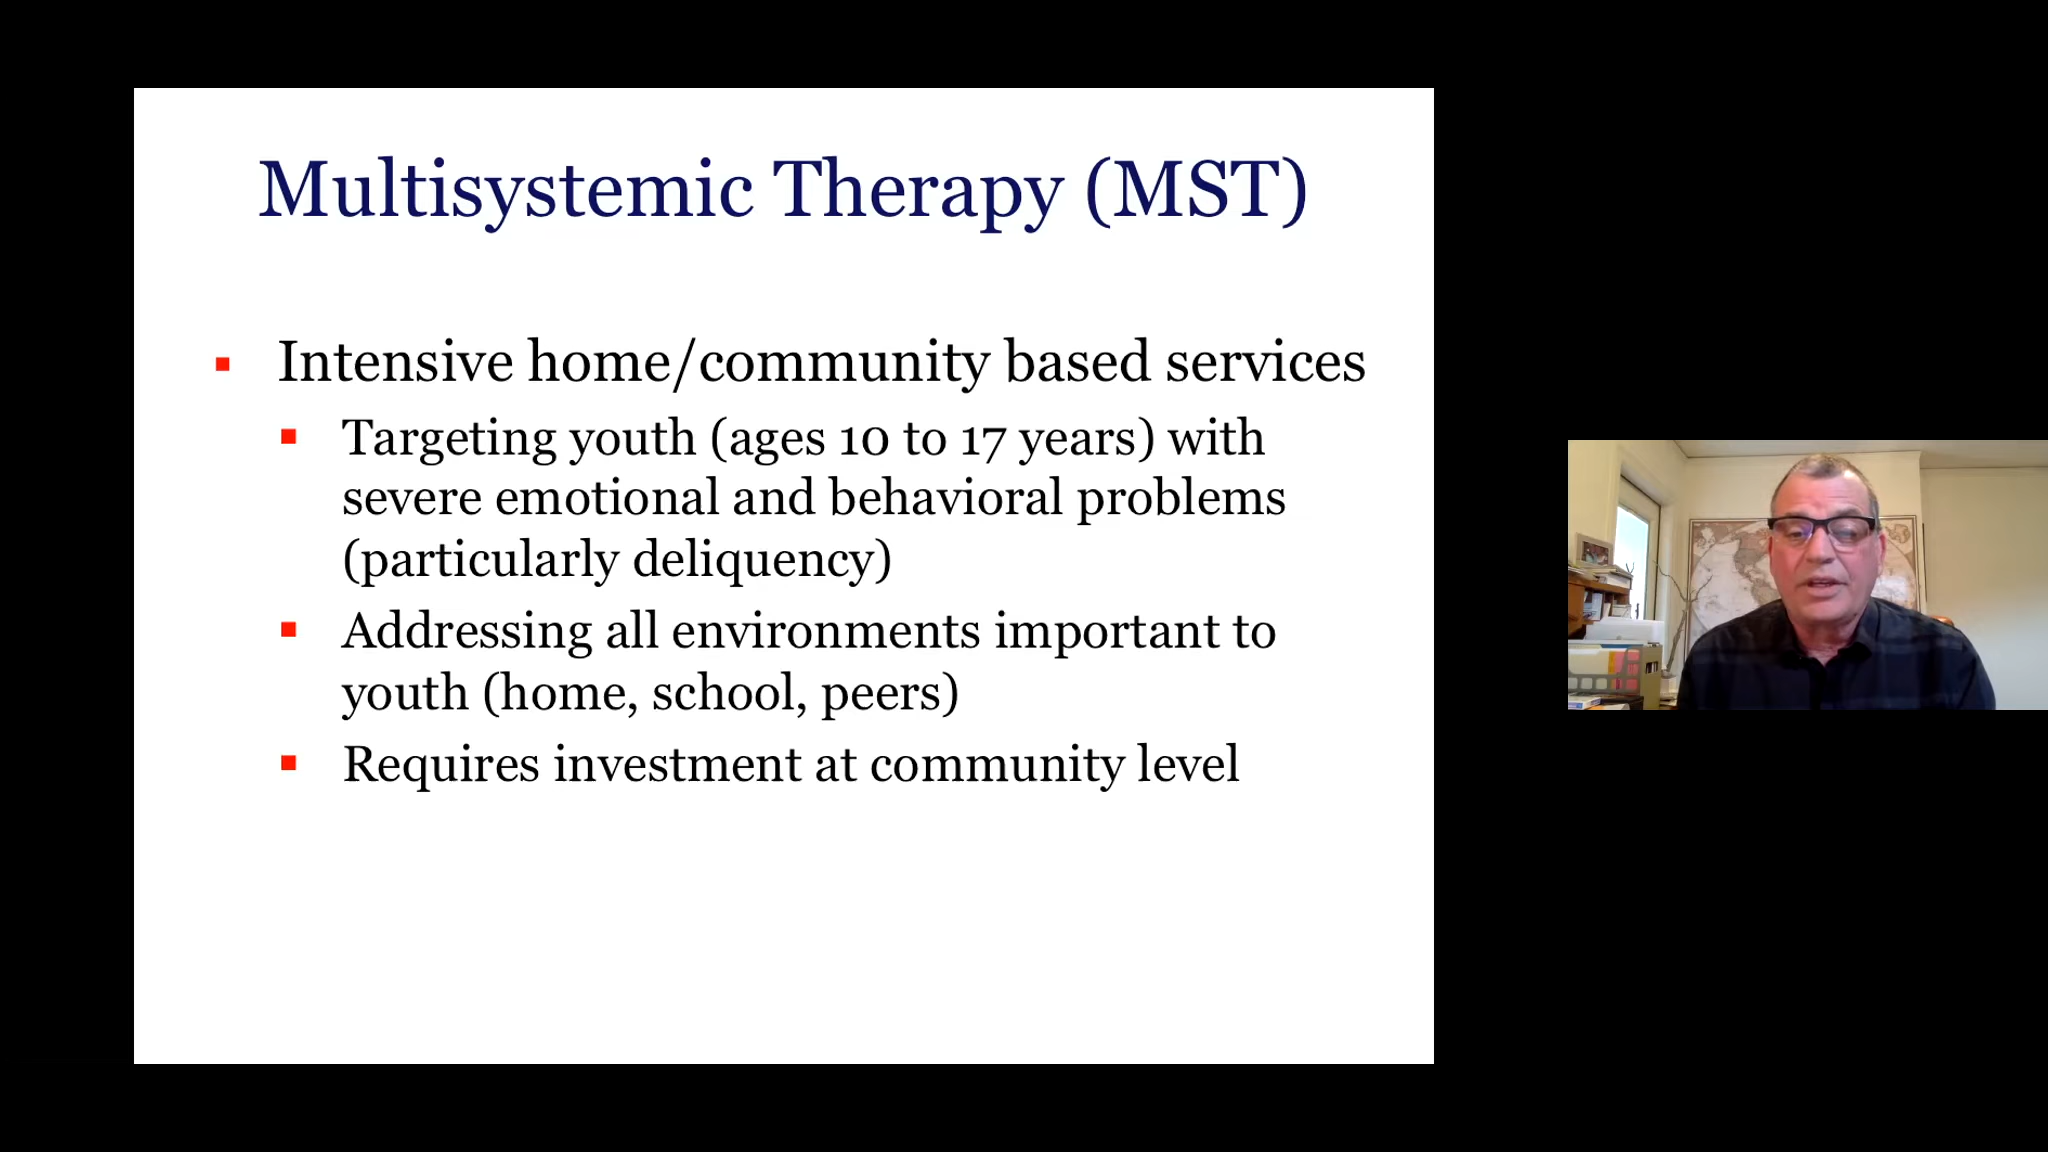 Multisystemic Therapy (MST)
Intensive home/community based services
Targeting youth (ages 10 to 17 years) with
severe emotional and behavioral problems
(particularly deliquency)
Addressing all environments important to
youth (home, school, peers)
Requires investment at community level